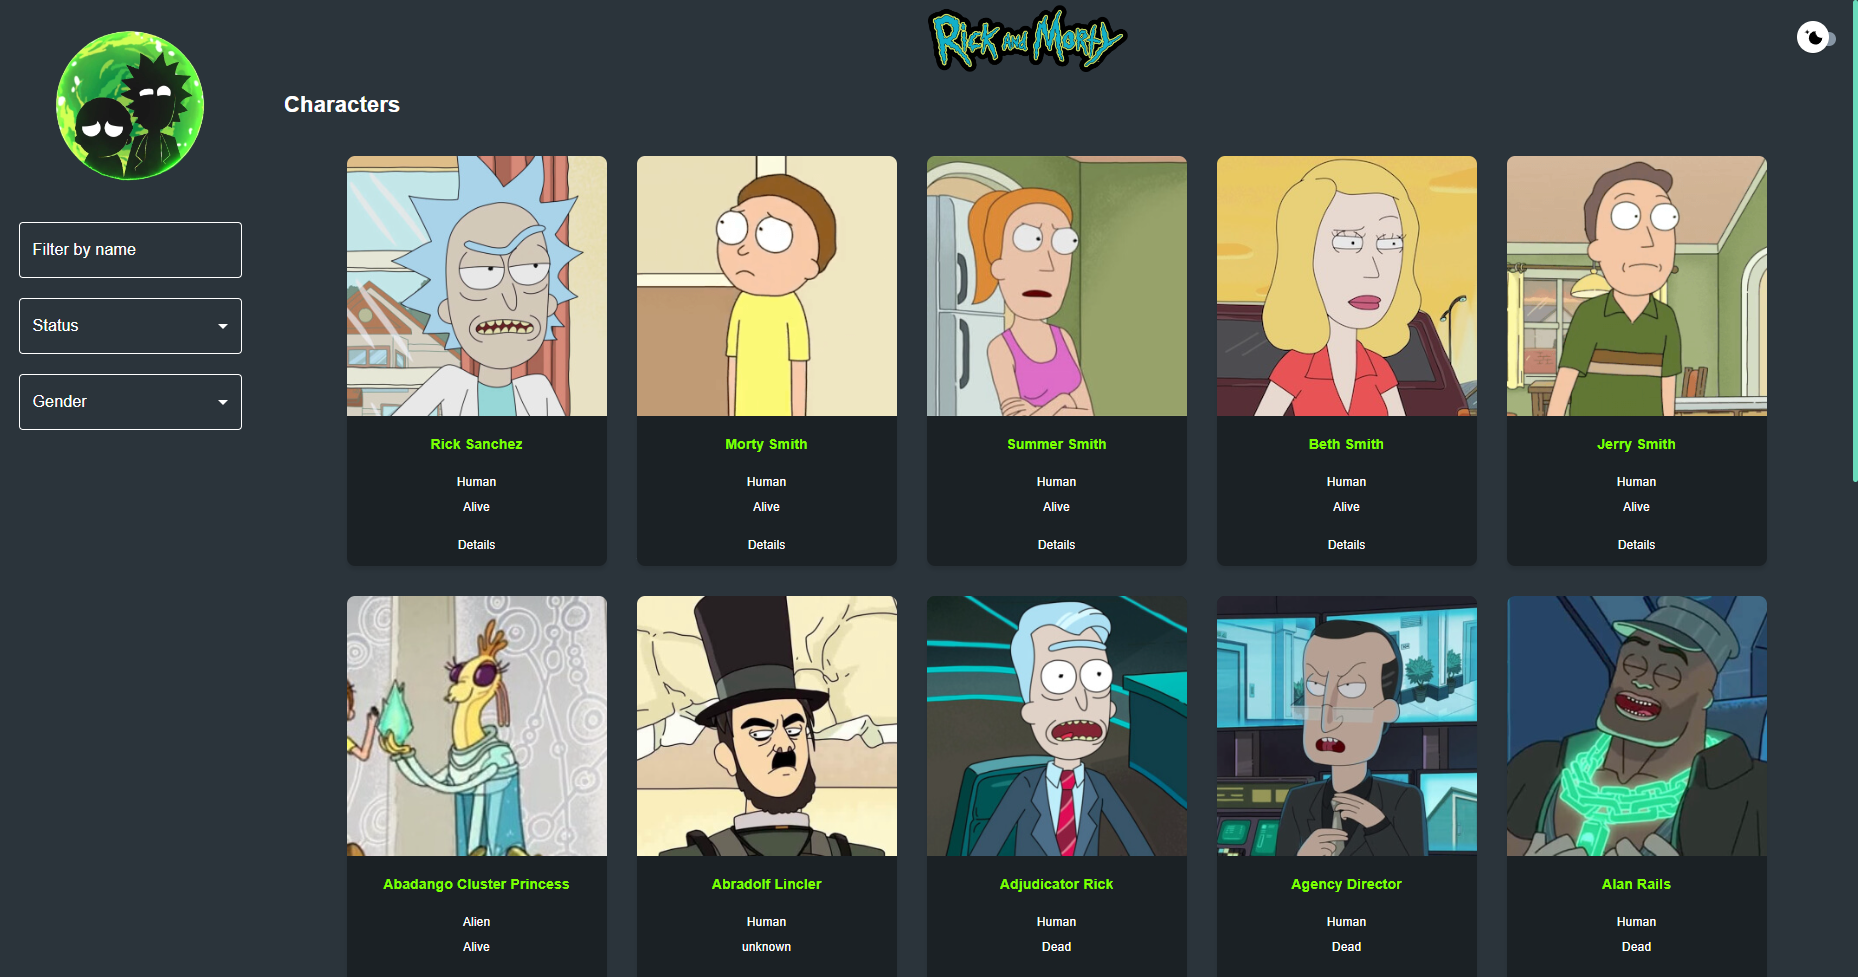 Rick and Morty
Filter by name
Status
Gender
Characters
Rick Sanchez
Human
Alive
Details
Morty Smith
Human
Alive
Details
Summer Smith
Human
Alive
Details
Beth Smith
Human
Alive
Details
Jerry Smith
Human
Alive
Details
Abadango Cluster Princess
Alien
Alive
Abradolf Lincler
Human
unknown
Adjudicator Rick
Human
Dead
Agency Director
Human
Dead
Alan Rails
Human
Dead